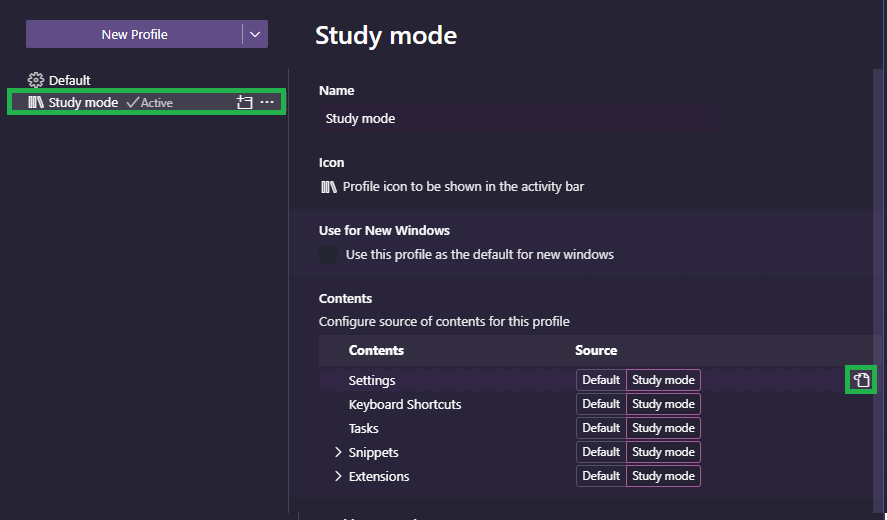 New Profile
Study mode
Default
Study mode Active
Name
Study mode
Icon
Profile icon to be shown in the activity bar
Use for New Windows
Use this profile as the default for new windows
Contents
Configure source of contents for this profile
Contents Source
Settings Default Study mode
Keyboard Shortcuts Default Study mode
Tasks Default Study mode
Snippets Default Study mode
Extensions Default Study mode